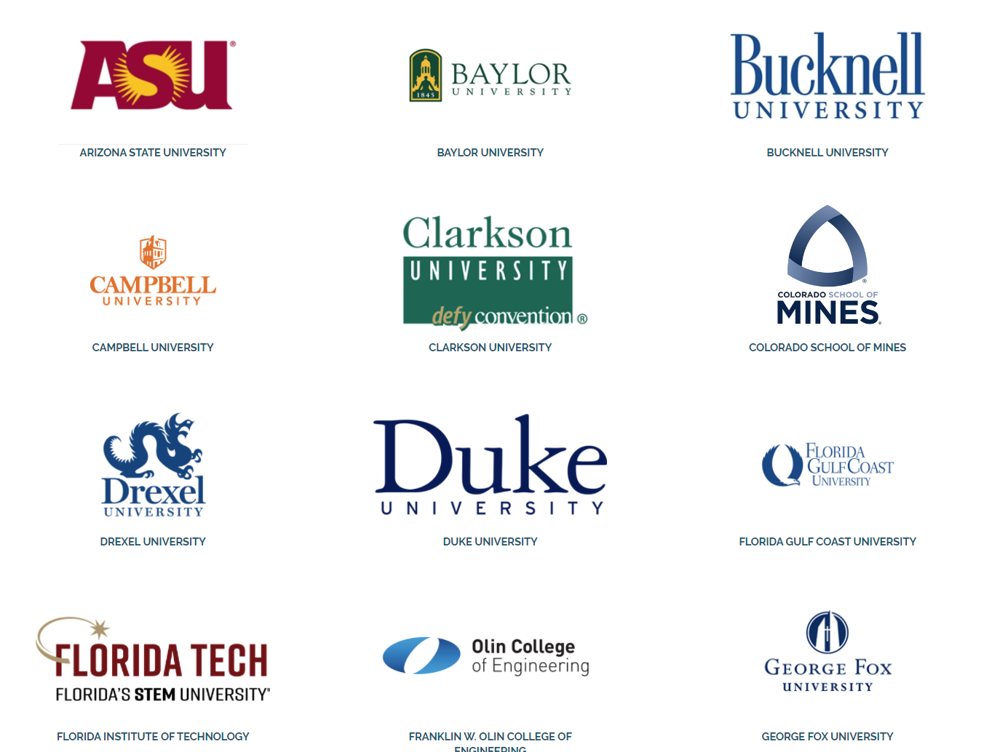 ASU®
1845
BAYLOR
UNIVERSITY
Bucknell
UNIVERSITY
ARIZONA STATE UNIVERSITY
BAYLOR UNIVERSITY
BUCKNELL UNIVERSITY
CAMPBELL
UNIVERSITY
Clarkson
UNIVERSITY
defy convention®
®
COLORADO SCHOOL OF
MINES
CAMPBELL UNIVERSITY
CLARKSON UNIVERSITY
COLORADO SCHOOL OF MINES
Drexel
UNIVERSITY
Duke
UNIVERSITY
FLORIDA
GULF COAST
UNIVERSITY
DREXEL UNIVERSITY
DUKE UNIVERSITY
FLORIDA GULF COAST UNIVERSITY
FLORIDA TECH
FLORIDA'S STEM UNIVERSITY®
Olin College
of Engineering
GEORGE FOX
UNIVERSITY
FLORIDA INSTITUTE OF TECHNOLOGY
FRANKLIN W. OLIN COLLEGE OF
ENGINEERING
GEORGE FOX UNIVERSITY